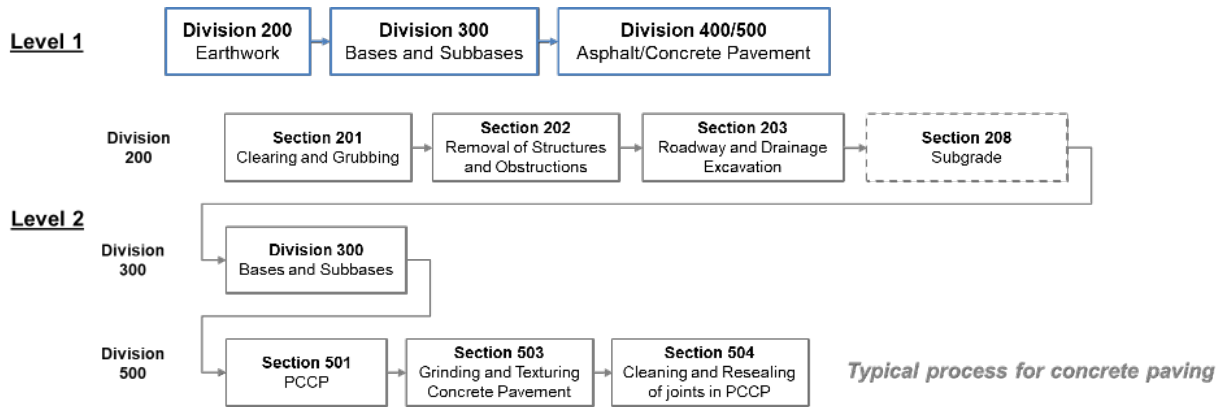 Level 1
Division 200
Earthwork
Division 300
Bases and Subbases
Division 400/500
Asphalt/Concrete Pavement
Division
200
Section 201
Clearing and Grubbing
Section 202
Removal of Structures
and Obstructions
Section 203
Roadway and Drainage
Excavation
Section 208
Subgrade
Level 2
Division
300
Division 300
Bases and Subbases
Division
500
Section 501
PCCP
Section 503
Grinding and Texturing
Concrete Pavement
Section 504
Cleaning and Resealing
of joints in PCCP
Typical process for concrete paving